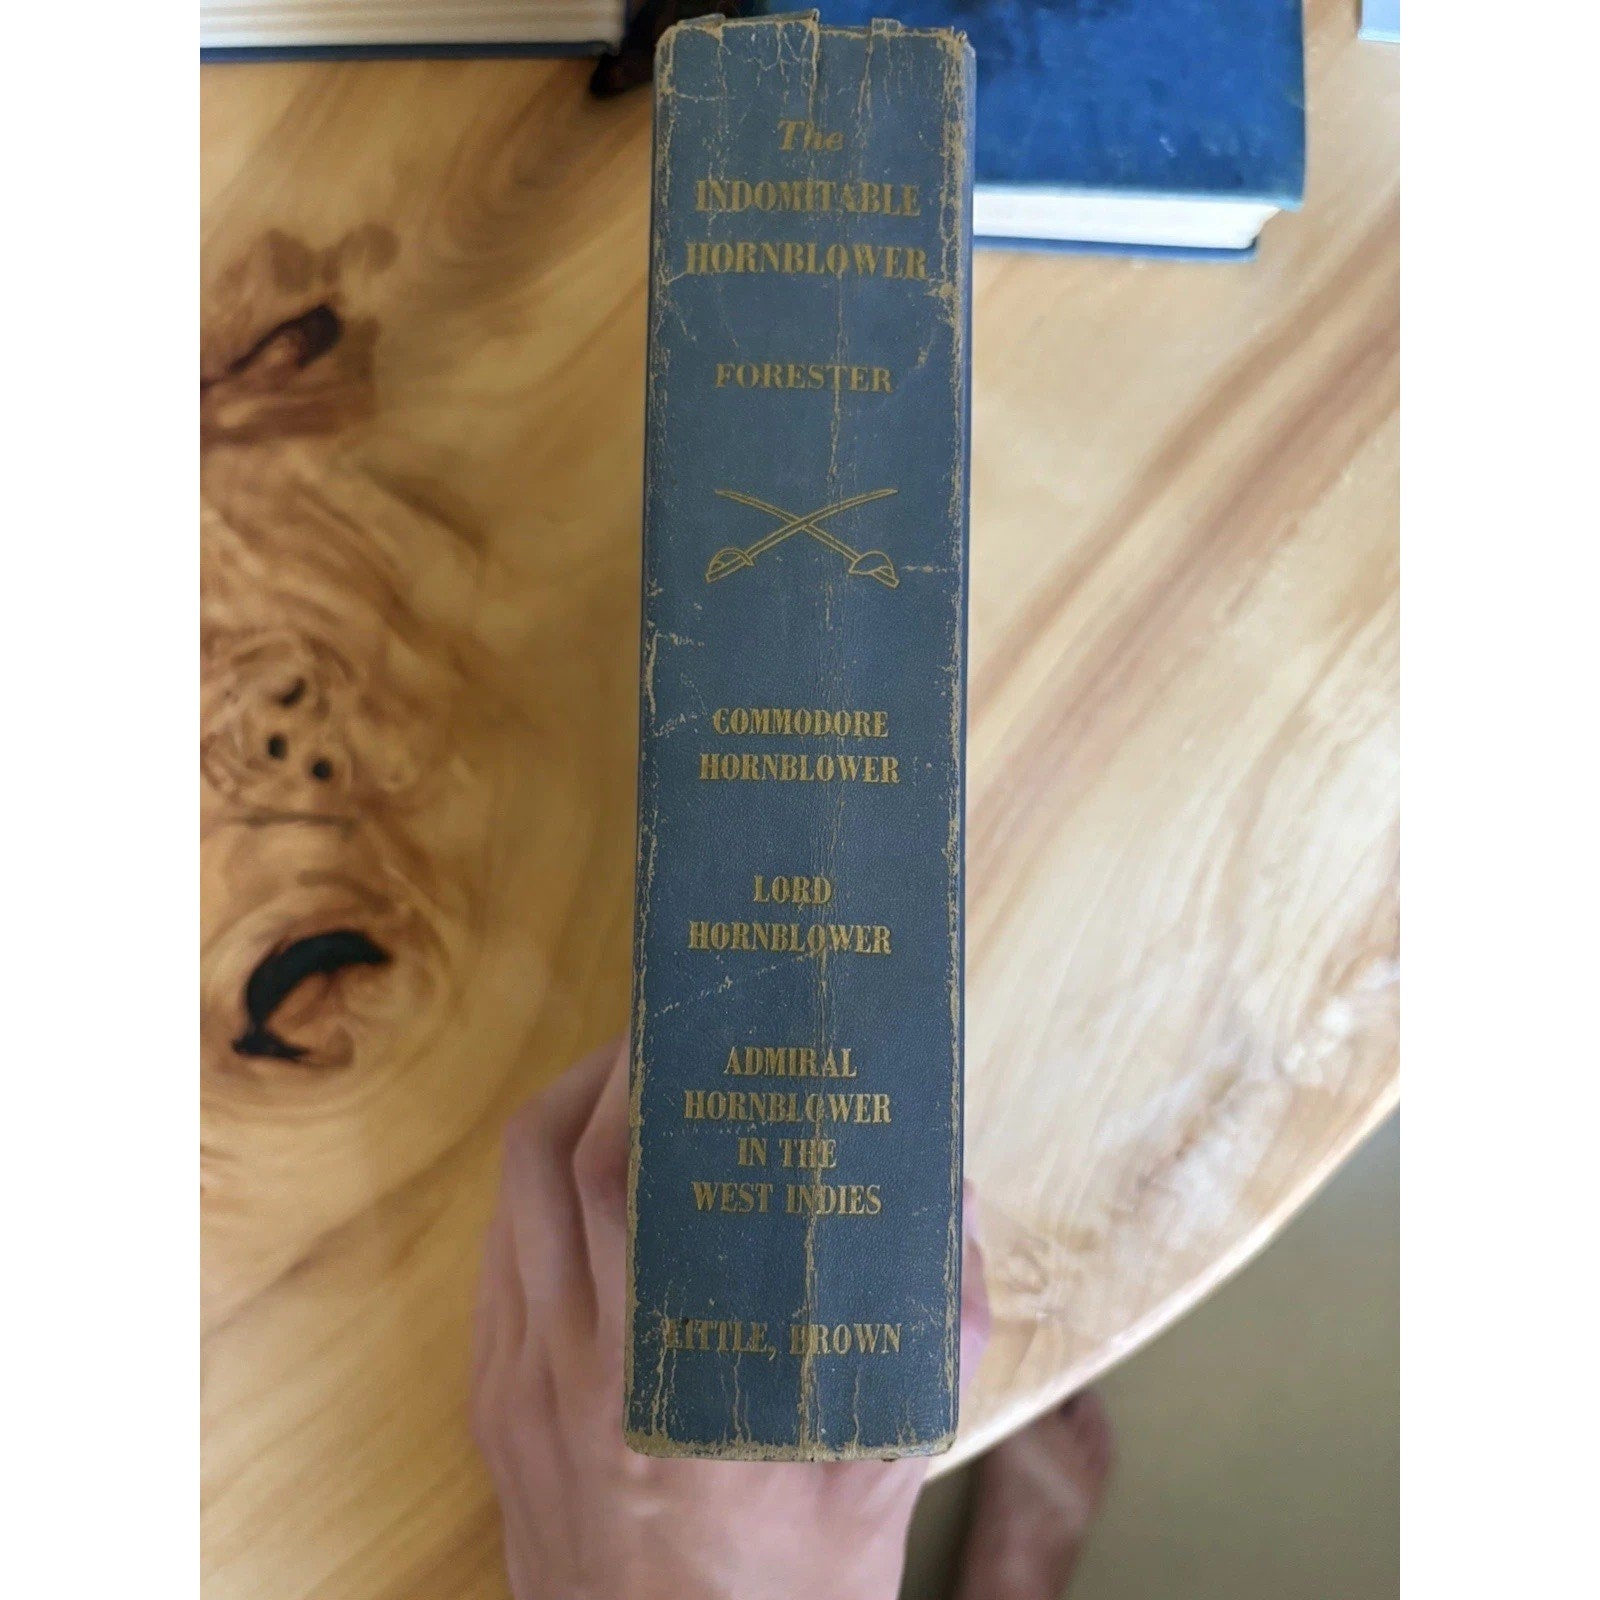 The
INDOMITABLE
HORNBLOWER
FORESTER
COMMODORE
HORNBLOWER
LORD
HORNBLOWER
ADMIRAL
HORNBLOWER
IN THE
WEST INDIES
LITTLE, BROWN